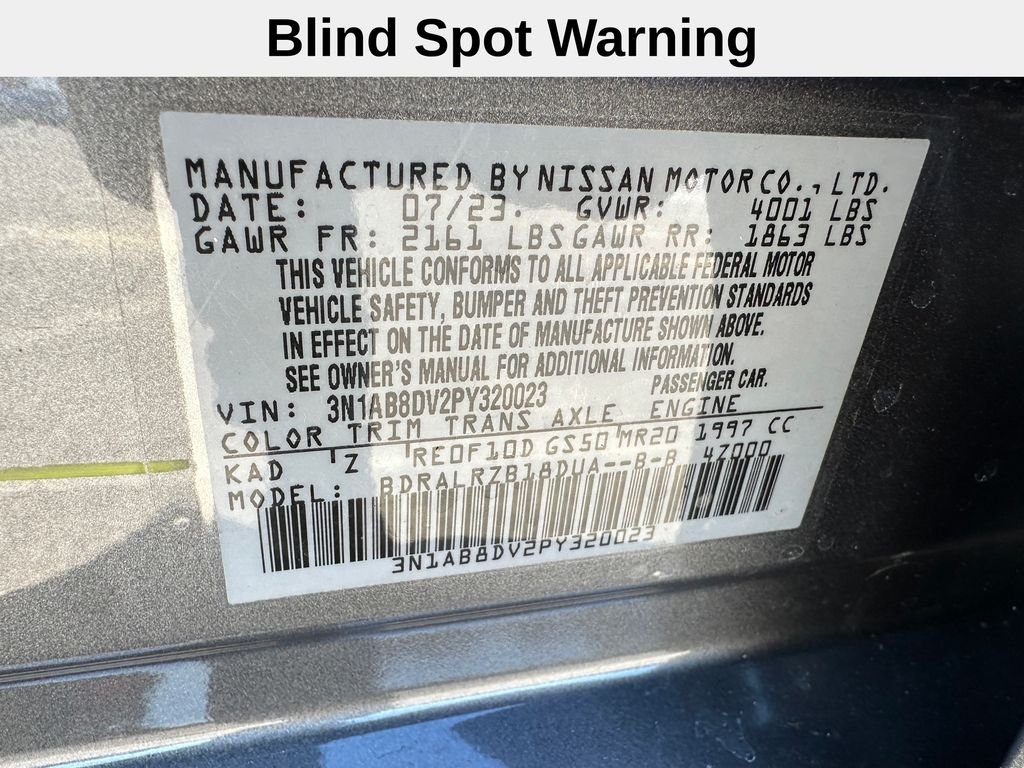 Blind Spot Warning
MANUFACTURED BY NISSAN MOTOR CO., LTD.
DATE: 07/23. GVWR: 4001 LBS
GAWR FR: 2161 LBS GAWR RR: 1863 LBS
THIS VEHICLE CONFORMS TO ALL APPLICABLE FEDERAL MOTOR
VEHICLE SAFETY, BUMPER AND THEFT PREVENTION STANDARDS
IN EFFECT ON THE DATE OF MANUFACTURE SHOWN ABOVE.
SEE OWNER'S MANUAL FOR ADDITIONAL INFORMATION.
VIN: 3N1AB8DV2PY320023 PASSENGER CAR.
COLOR TRIM TRANS AXLE ENGINE
KAD Z RE0F10D GS50 MR20 1997 CC
MODEL: BDRALRZB18DUA--B-B 47000
3N1AB8DV2PY320023